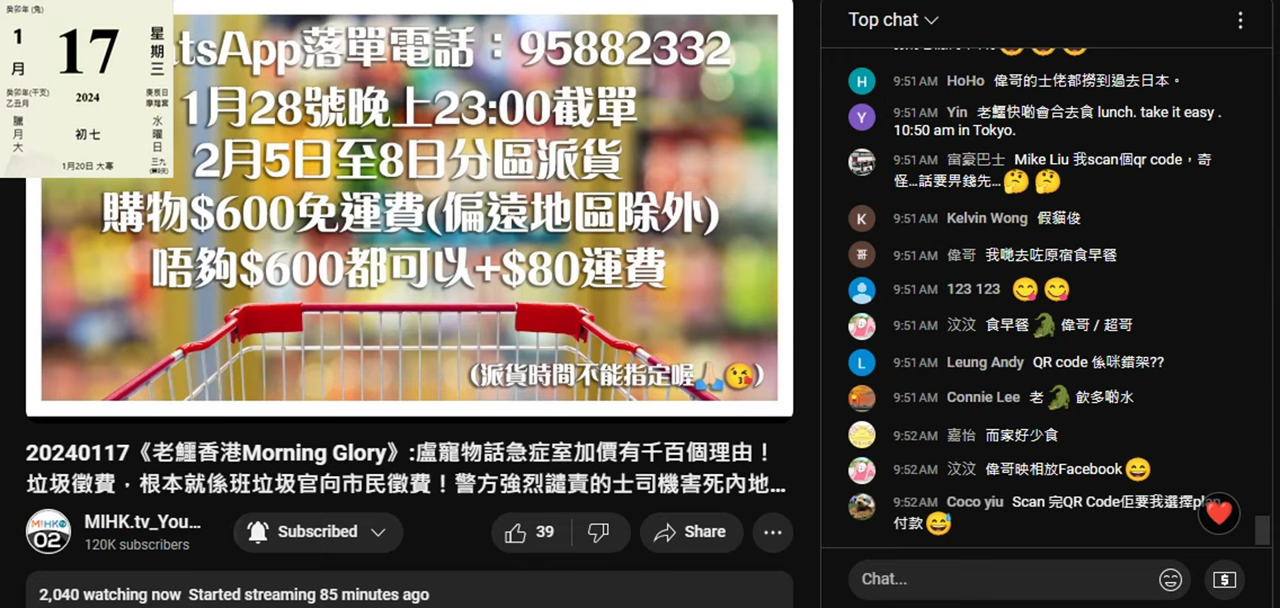 癸卯年 (兔)
1
月
17
星期三
癸卯年(干支)
乙丑月
2024
庚辰日
臘月大
初七
水曜日
1月20日 大寒
三九
tsApp落單電話：95882332
1月28號晚上23:00截單
2月5日至8日分區派貨
購物$600免運費(偏遠地區除外)
唔夠$600都可以+$80運費
(派貨時間不能指定喔🙏😘)
20240117《老鱷香港Morning Glory》:盧寵物話急症室加價有千百個理由！
垃圾徵費，根本就係班垃圾官向市民徵費！警方強烈譴責的士司機害死內地...
MIHK.tv
02
MIHK.tv_You...
120K subscribers
Subscribed
39
Share
2,040 watching now Started streaming 85 minutes ago
Top chat
H 9:51 AM HoHo 偉哥的士佬都撈到過去日本。
Y 9:51 AM Yin 老鱷快啲會合去食 lunch. take it easy .
10:50 am in Tokyo.
9:51 AM 富豪巴士 Mike Liu 我scan個qr code，奇
怪...話要畀錢先...🤔🤔
K 9:51 AM Kelvin Wong 假貓俊
哥 9:51 AM 偉哥 我哋去咗原宿食早餐
9:51 AM 123 123 😋😋
9:51 AM 汶汶 食早餐🐊偉哥 / 超哥
L 9:51 AM Leung Andy QR code 係咪錯架??
9:51 AM Connie Lee 老🐊飲多啲水
9:52 AM 嘉怡 而家好少食
9:52 AM 汶汶 偉哥映相放Facebook😄
9:52 AM Coco yiu Scan 完QR Code佢要我選擇plan
付款😅
Chat...